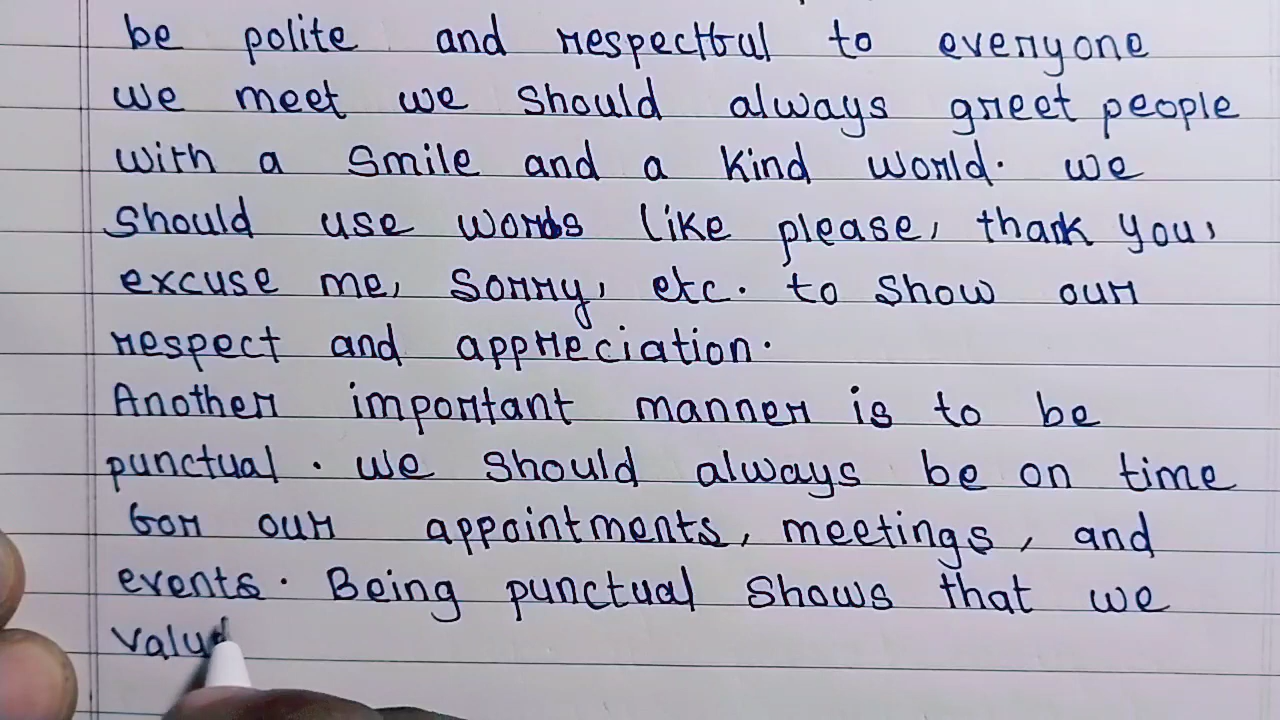 be polite and respectful to everyone
we meet we should always greet people
with a smile and a kind world. we
should use words like please, thank you,
excuse me, sorry, etc. to show our
respect and appreciation.
Another important manner is to be
punctual. we should always be on time
for our appointments, meetings, and
events. Being punctual shows that we
value